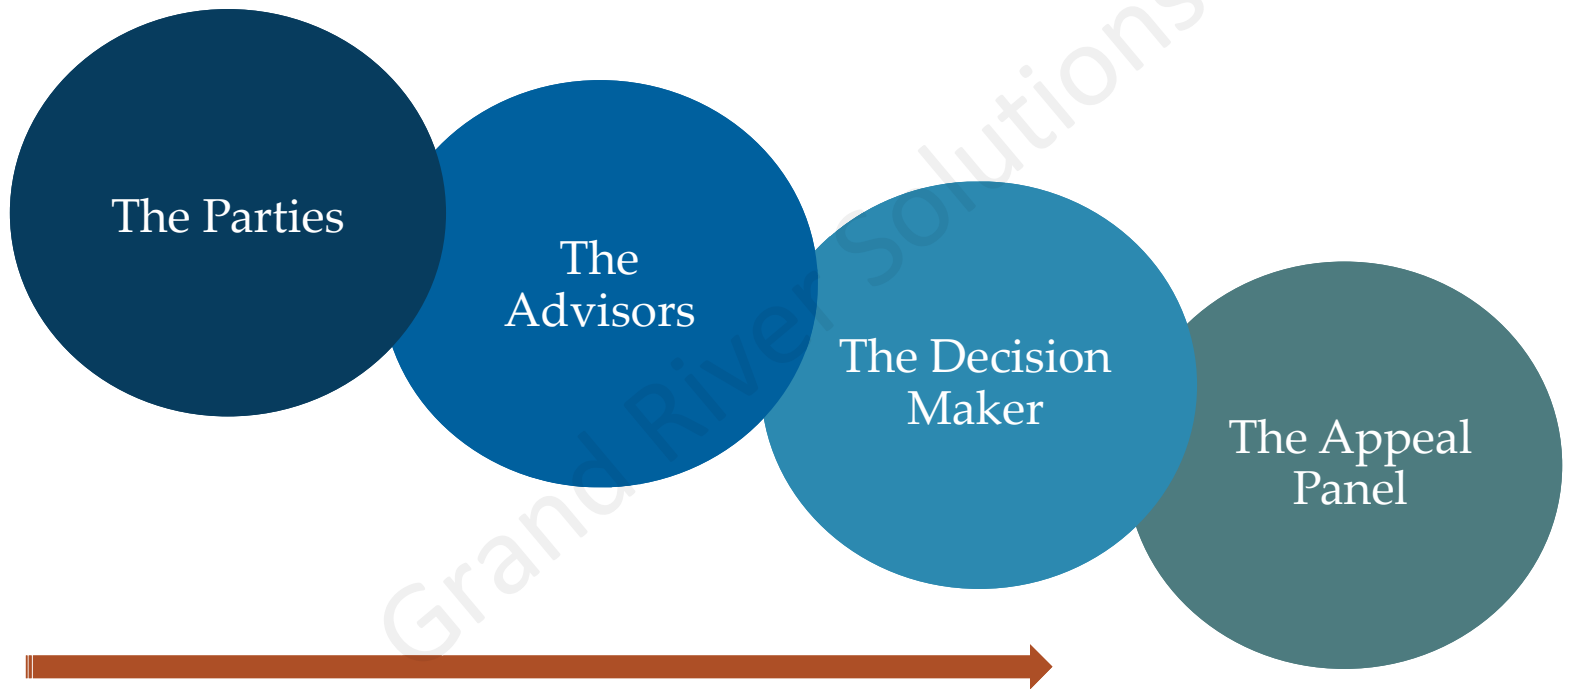 The Parties
The
Advisors
The Decision
Maker
The Appeal
Panel
Grand River Solutions